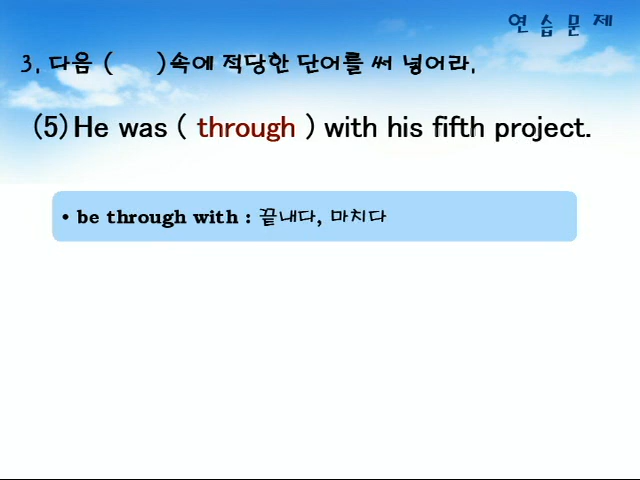 연 습 문 제
3. 다음 (      )속에 적당한 단어를 써 넣어라.
(5) He was ( through ) with his fifth project.
• be through with : 끝내다, 마치다